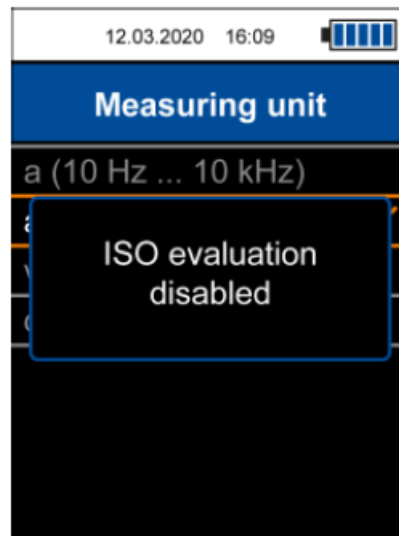 12.03.2020 16:09
Measuring unit
a (10 Hz ... 10 kHz)
ISO evaluation
disabled